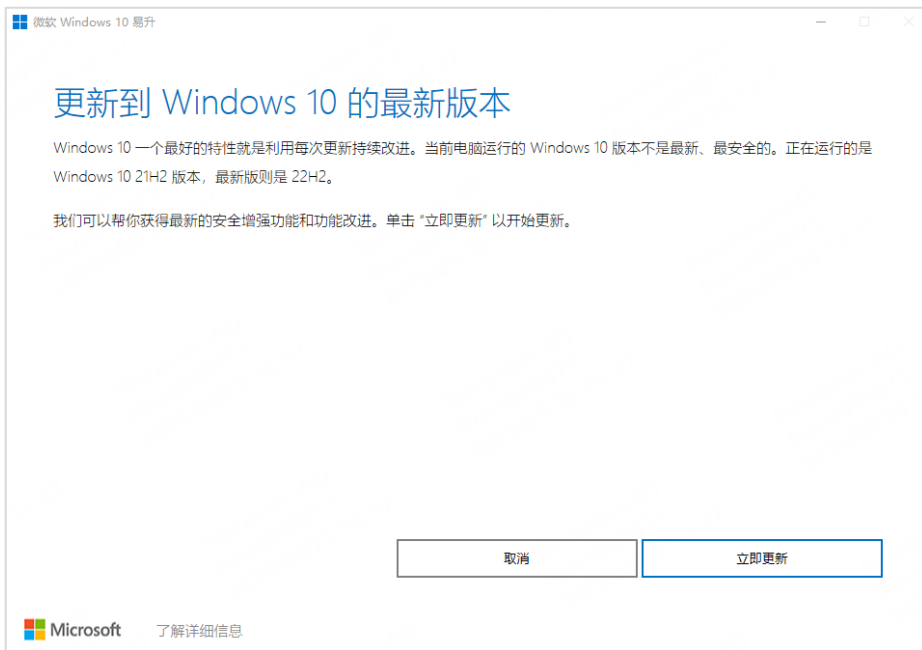 微软 Windows 10 易升
更新到 Windows 10 的最新版本
Windows 10 一个最好的特性就是利用每次更新持续改进。当前电脑运行的 Windows 10 版本不是最新、最安全的。正在运行的是
Windows 10 21H2 版本，最新版则是 22H2。
我们可以帮你获得最新的安全增强功能和功能改进。单击 “立即更新” 以开始更新。
取消
立即更新
Microsoft
了解详细信息